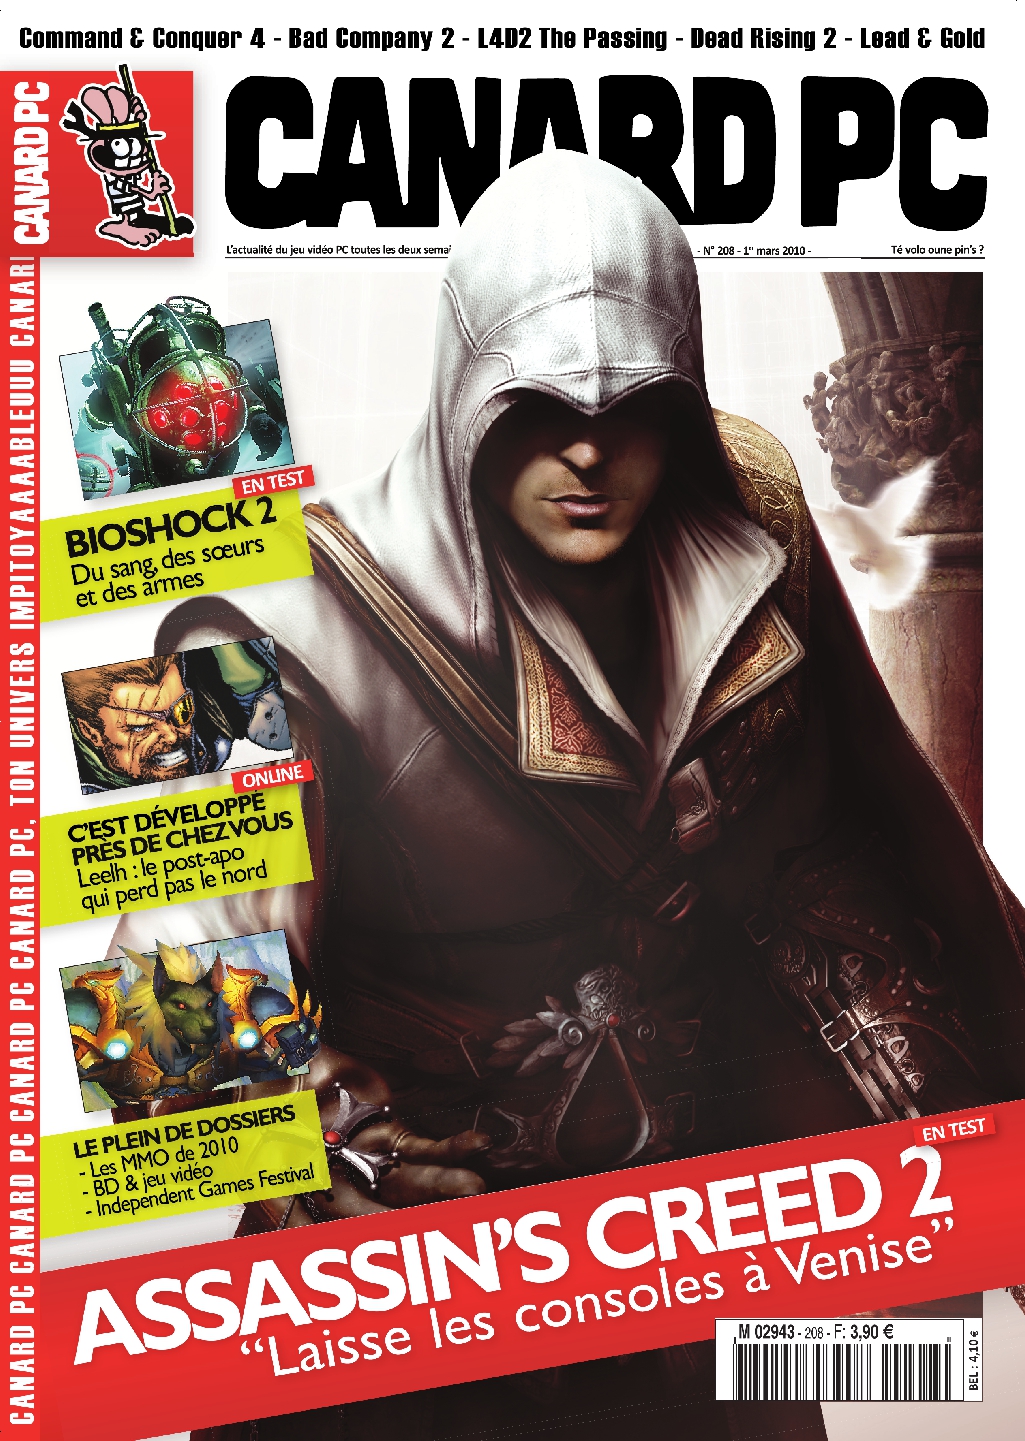 Command & Conquer 4 - Bad Company 2 - L4D2 The Passing - Dead Rising 2 - Lead & Gold
CANARD PC
CANARD PC
L'actualité du jeu vidéo PC toutes les deux semai
- N° 208 - 1er mars 2010 -
Té volo oune pin's ?
EN TEST
BIOSHOCK 2
Du sang, des sœurs
et des armes
ONLINE
C'EST DÉVELOPPÉ
PRÈS DE CHEZ VOUS
Leelh : le post-apo
qui perd pas le nord
LE PLEIN DE DOSSIERS
- Les MMO de 2010
- BD & jeu vidéo
- Independent Games Festival
EN TEST
ASSASSIN'S CREED 2
"Laisse les consoles à Venise"
M 02943 - 208 - F: 3,90 €
BEL : 4,10 €
CANARD PC CANARD PC CANARD PC CANARD PC, TON UNIVERS IMPITOYAAAABLEUUU CANARI